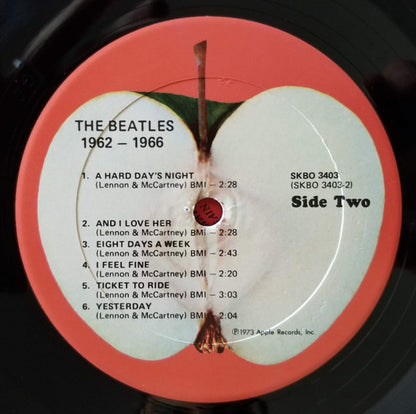 THE BEATLES
1962 – 1966
1. A HARD DAY'S NIGHT
(Lennon & McCartney) BMI – 2:28
SKBO 3403
(SKBO 3403-2)
Side Two
2. AND I LOVE HER
(Lennon & McCartney) BMI – 2:28
3. EIGHT DAYS A WEEK
(Lennon & McCartney) BMI – 2:43
4. I FEEL FINE
(Lennon & McCartney) BMI – 2:20
5. TICKET TO RIDE
(Lennon & McCartney) BMI – 3:03
6. YESTERDAY
(Lennon & McCartney) BMI – 2:04
℗1973 Apple Records, Inc.